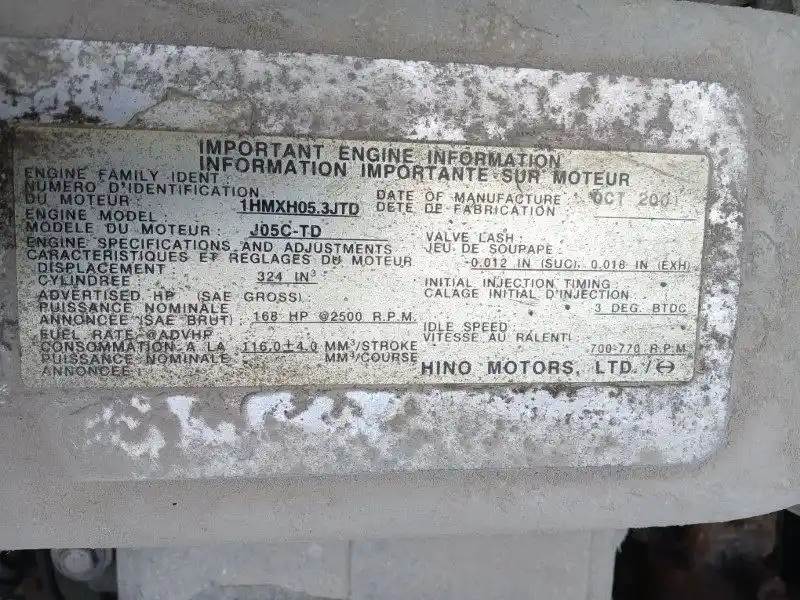 IMPORTANT ENGINE INFORMATION
INFORMATION IMPORTANTE SUR MOTEUR
ENGINE FAMILY IDENT.
NUMERO D'IDENTIFICATION
DU MOTEUR : 1HMXH05.3JTD
ENGINE MODEL :
MODELE DU MOTEUR : J05C-TD
ENGINE SPECIFICATIONS AND ADJUSTMENTS
CARACTERISTIQUES ET REGLAGES DU MOTEUR
DISPLACEMENT :
CYLINDREE : 324 IN³
ADVERTISED HP (SAE GROSS):
PUISSANCE NOMINALE
ANNONCEE (SAE BRUT): 168 HP @2500 R.P.M.
FUEL RATE @ADVHP
CONSOMMATION A LA 116.0±4.0 MM³/STROKE
PUISSANCE NOMINALE MM³/COURSE
ANNONCEE :
DATE OF MANUFACTURE : OCT 2001
DETE DE FABRICATION :
VALVE LASH :
JEU DE SOUPAPE :
0.012 IN (SUC), 0.018 IN (EXH)
INITIAL INJECTION TIMING :
CALAGE INITIAL D'INJECTION :
3 DEG. BTDC
IDLE SPEED
VITESSE AU RALENTI
700-770 R.P.M
HINO MOTORS, LTD./